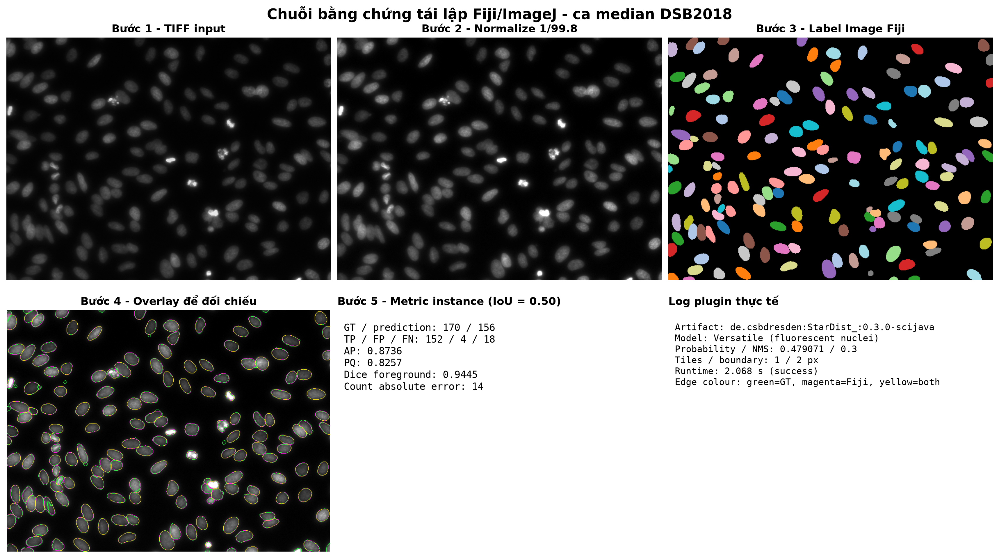 Chuỗi bằng chứng tái lập Fiji/ImageJ - ca median DSB2018
Bước 1 - TIFF input
Bước 2 - Normalize 1/99.8
Bước 3 - Label Image Fiji
Bước 4 - Overlay để đối chiếu
Bước 5 - Metric instance (IoU = 0.50)
GT / prediction: 170 / 156
TP / FP / FN: 152 / 4 / 18
AP: 0.8736
PQ: 0.8257
Dice foreground: 0.9445
Count absolute error: 14
Log plugin thực tế
Artifact: de.csbdresden:StarDist_:0.3.0-scijava
Model: Versatile (fluorescent nuclei)
Probability / NMS: 0.479071 / 0.3
Tiles / boundary: 1 / 2 px
Runtime: 2.068 s (success)
Edge colour: green=GT, magenta=Fiji, yellow=both